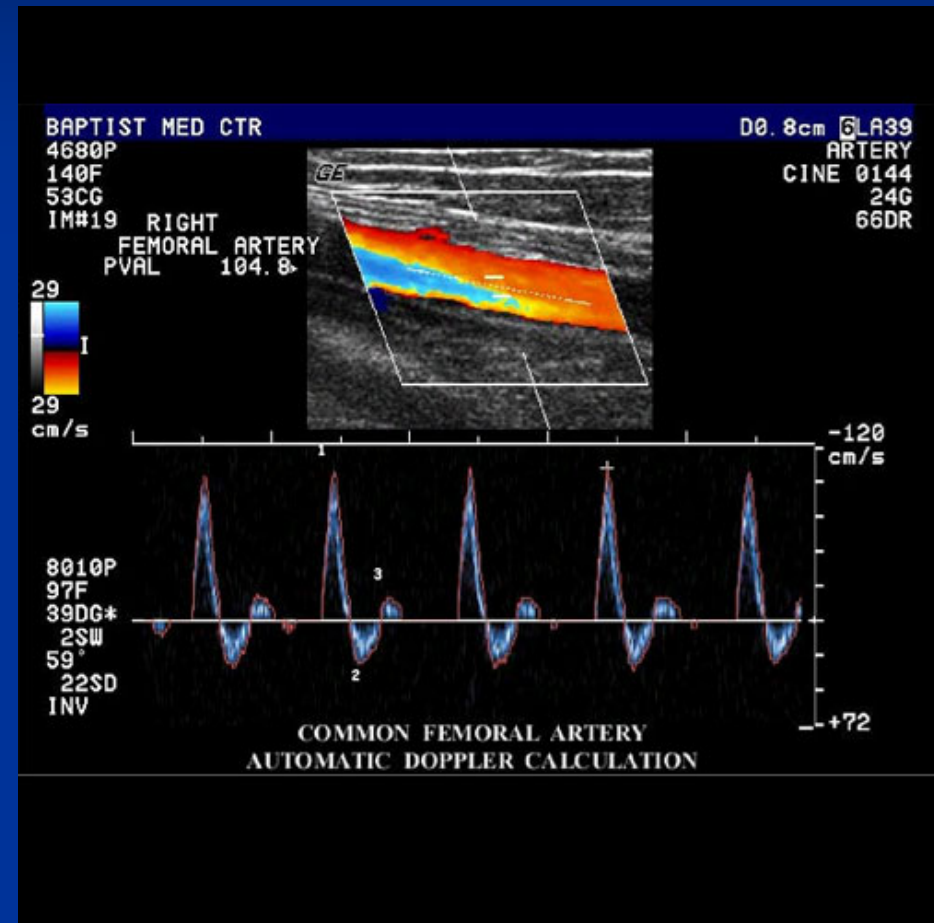 BAPTIST MED CTR D0.8cm 6LA39
4680P ARTERY
140F CINE 0144
53CG 24G
IM#19 66DR
GE
RIGHT
FEMORAL ARTERY
PVAL 104.8
29
I
29
cm/s
-120
cm/s
1
3
2
8010P
97F
39DG*
2SW
59°
22SD
INV
+72
COMMON FEMORAL ARTERY
AUTOMATIC DOPPLER CALCULATION